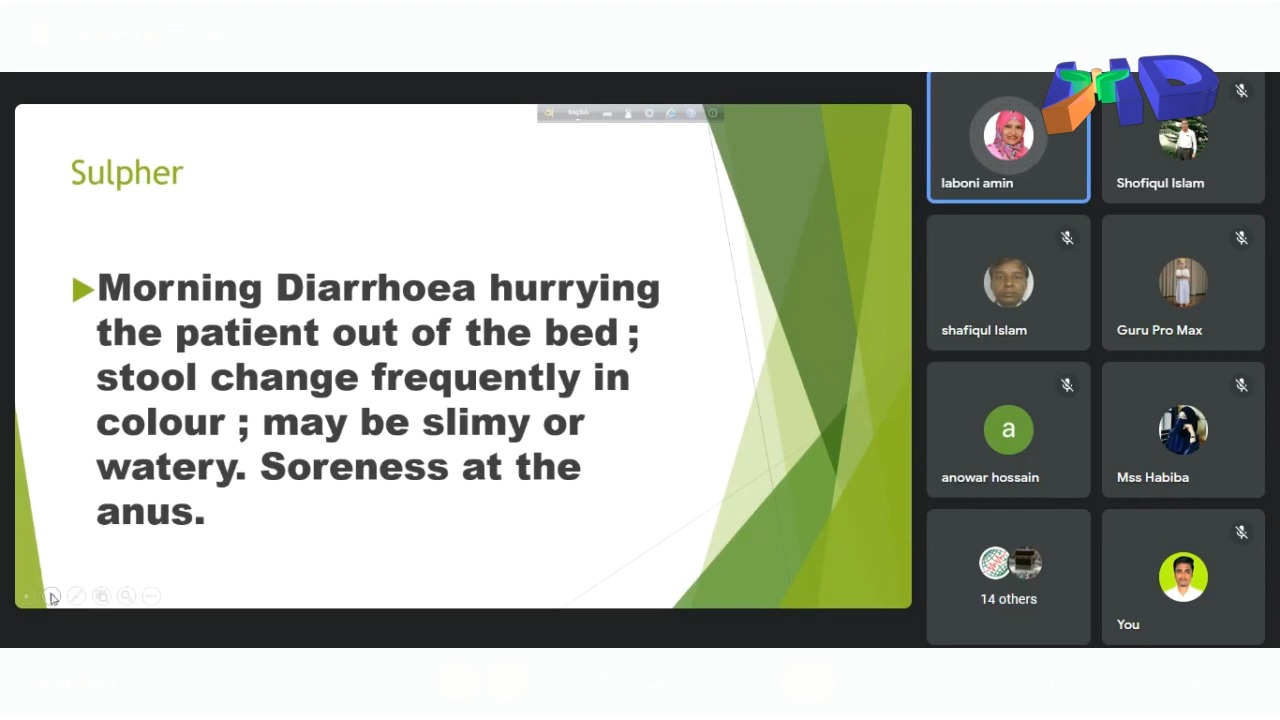 Sulpher
Morning Diarrhoea hurrying
the patient out of the bed ;
stool change frequently in
colour ; may be slimy or
watery. Soreness at the
anus.
English
laboni amin
Shofiqul Islam
shafiqul Islam
Guru Pro Max
a
anowar hossain
Mss Habiba
14 others
You